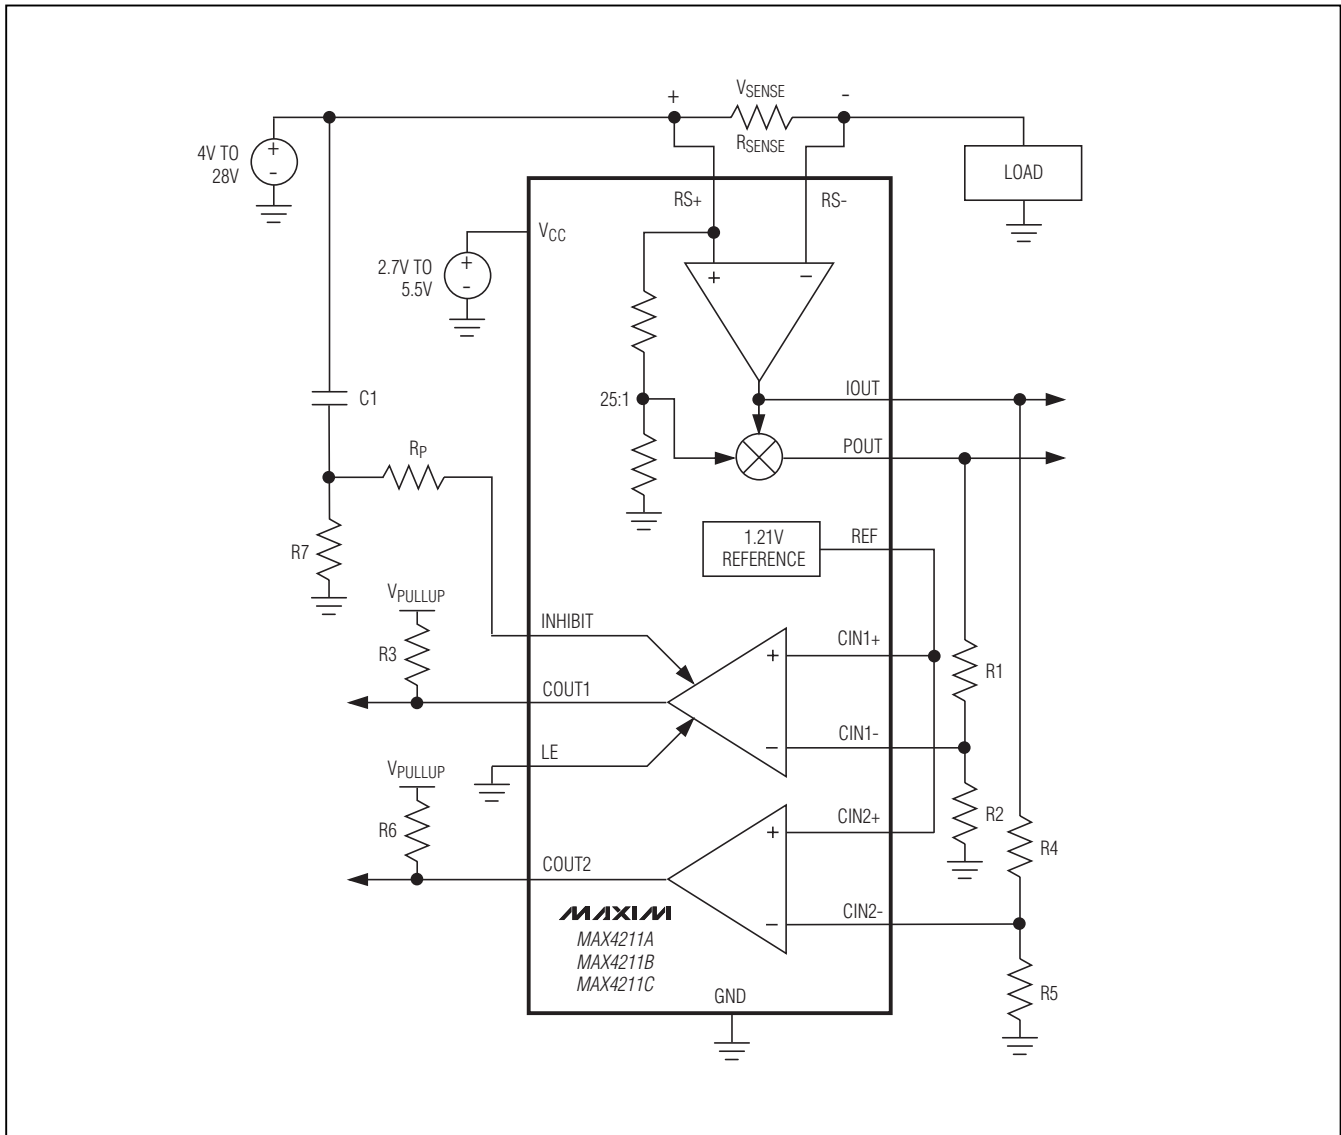 + VSENSE -
RSENSE
4V TO
28V
+
-
LOAD
RS+
RS-
VCC
2.7V TO
5.5V
+
-
+
−
C1
25:1
IOUT
POUT
RP
R7
1.21V
REFERENCE
REF
VPULLUP
R3
INHIBIT
COUT1
LE
+
−
CIN1+
CIN1-
R1
R2
VPULLUP
R6
COUT2
+
−
CIN2+
CIN2-
R4
R5
MAXIM
MAX4211A
MAX4211B
MAX4211C
GND